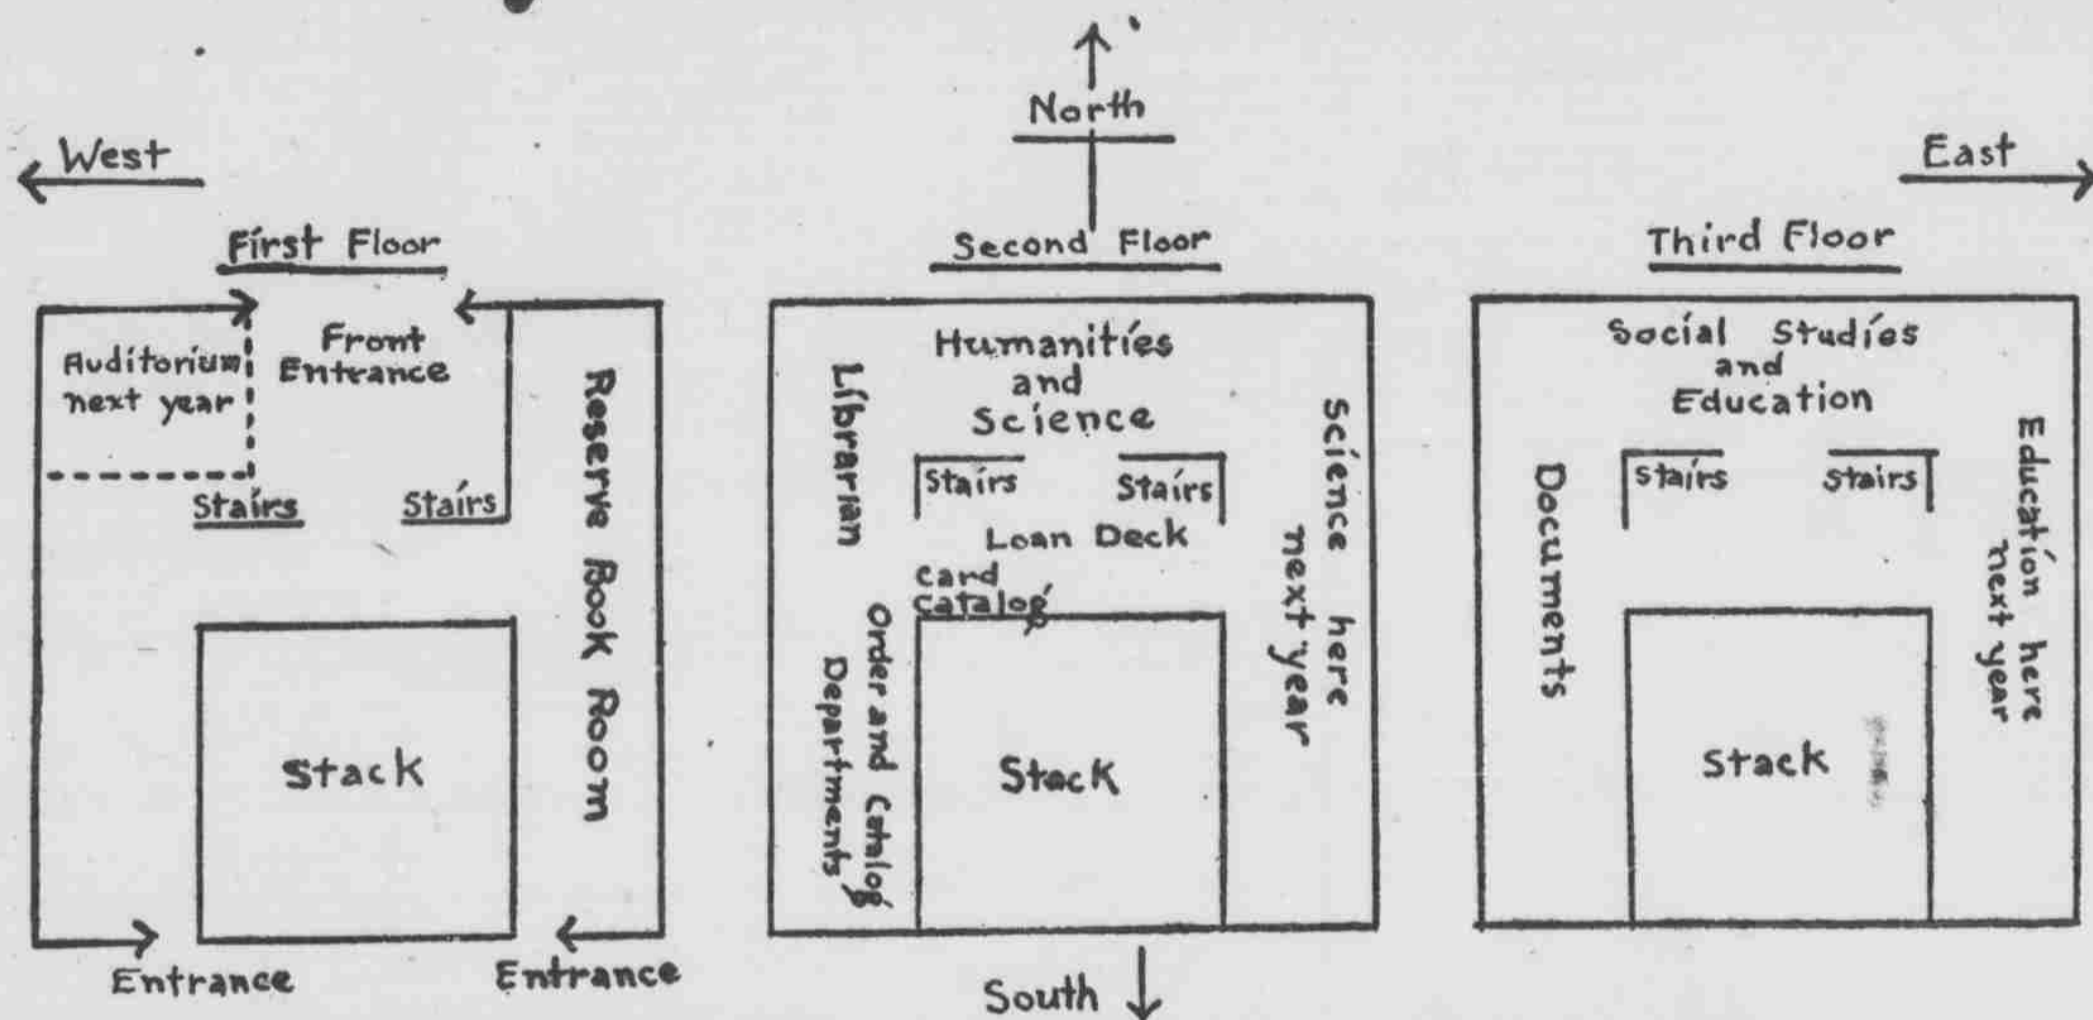 North
West
East
First Floor
Second Floor
Third Floor
Front
Entrance
Auditorium
next year
Stairs
Stairs
Reserve Book Room
Stack
Entrance
Entrance
Humanities
and
Science
Librarian
Stairs
Stairs
Loan Deck
Card
Catalog
Order and Catalog
Departments
Science here
next year
Stack
South
Social Studies
and
Education
Documents
Stairs
Stairs
Education here
next year
Stack